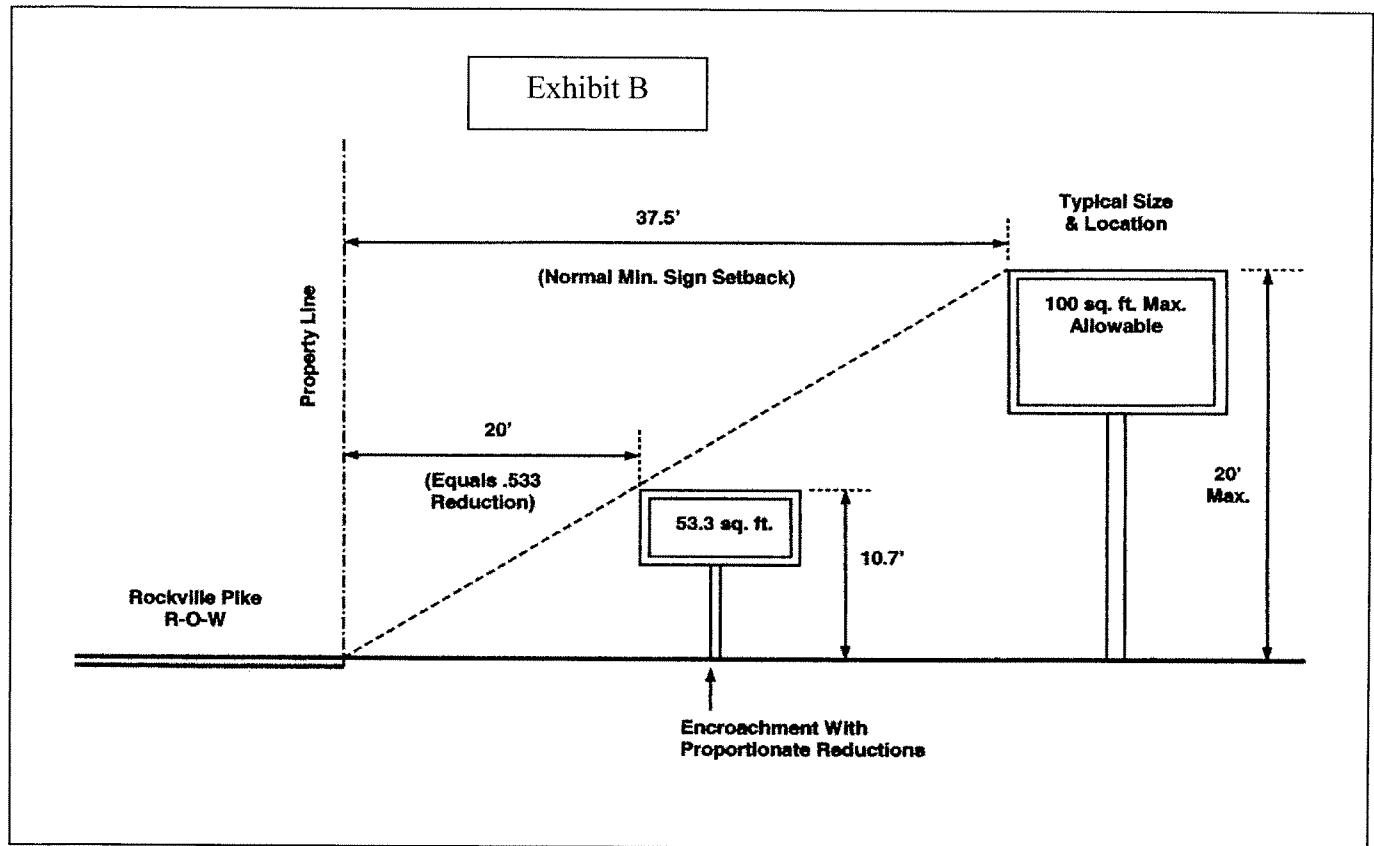 Exhibit B
37.5'
(Normal Min. Sign Setback)
Typical Size
& Location
Property Line
100 sq. ft. Max.
Allowable
20'
(Equals .533
Reduction)
53.3 sq. ft.
10.7'
20'
Max.
Rockville Pike
R-O-W
Encroachment With
Proportionate Reductions